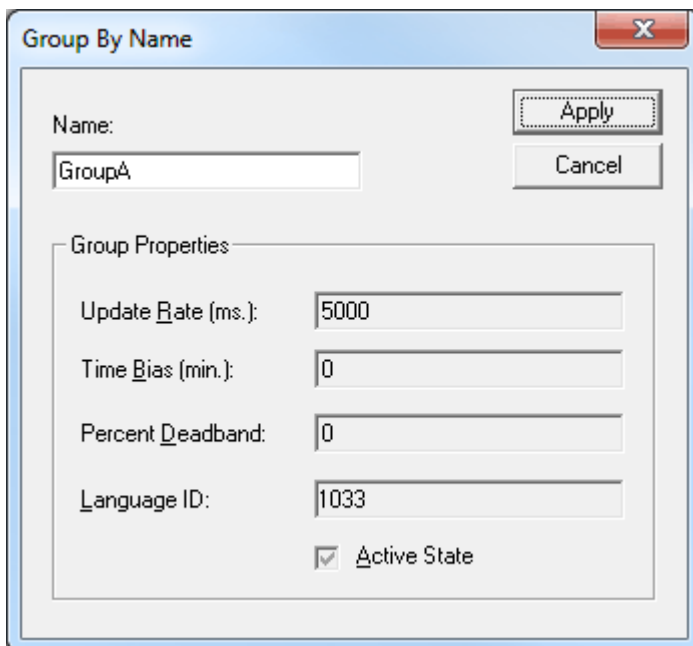 Group By Name
Name:
Apply
GroupA
Cancel
Group Properties
Update Rate (ms.):
5000
Time Bias (min.):
0
Percent Deadband:
0
Language ID:
1033
Active State